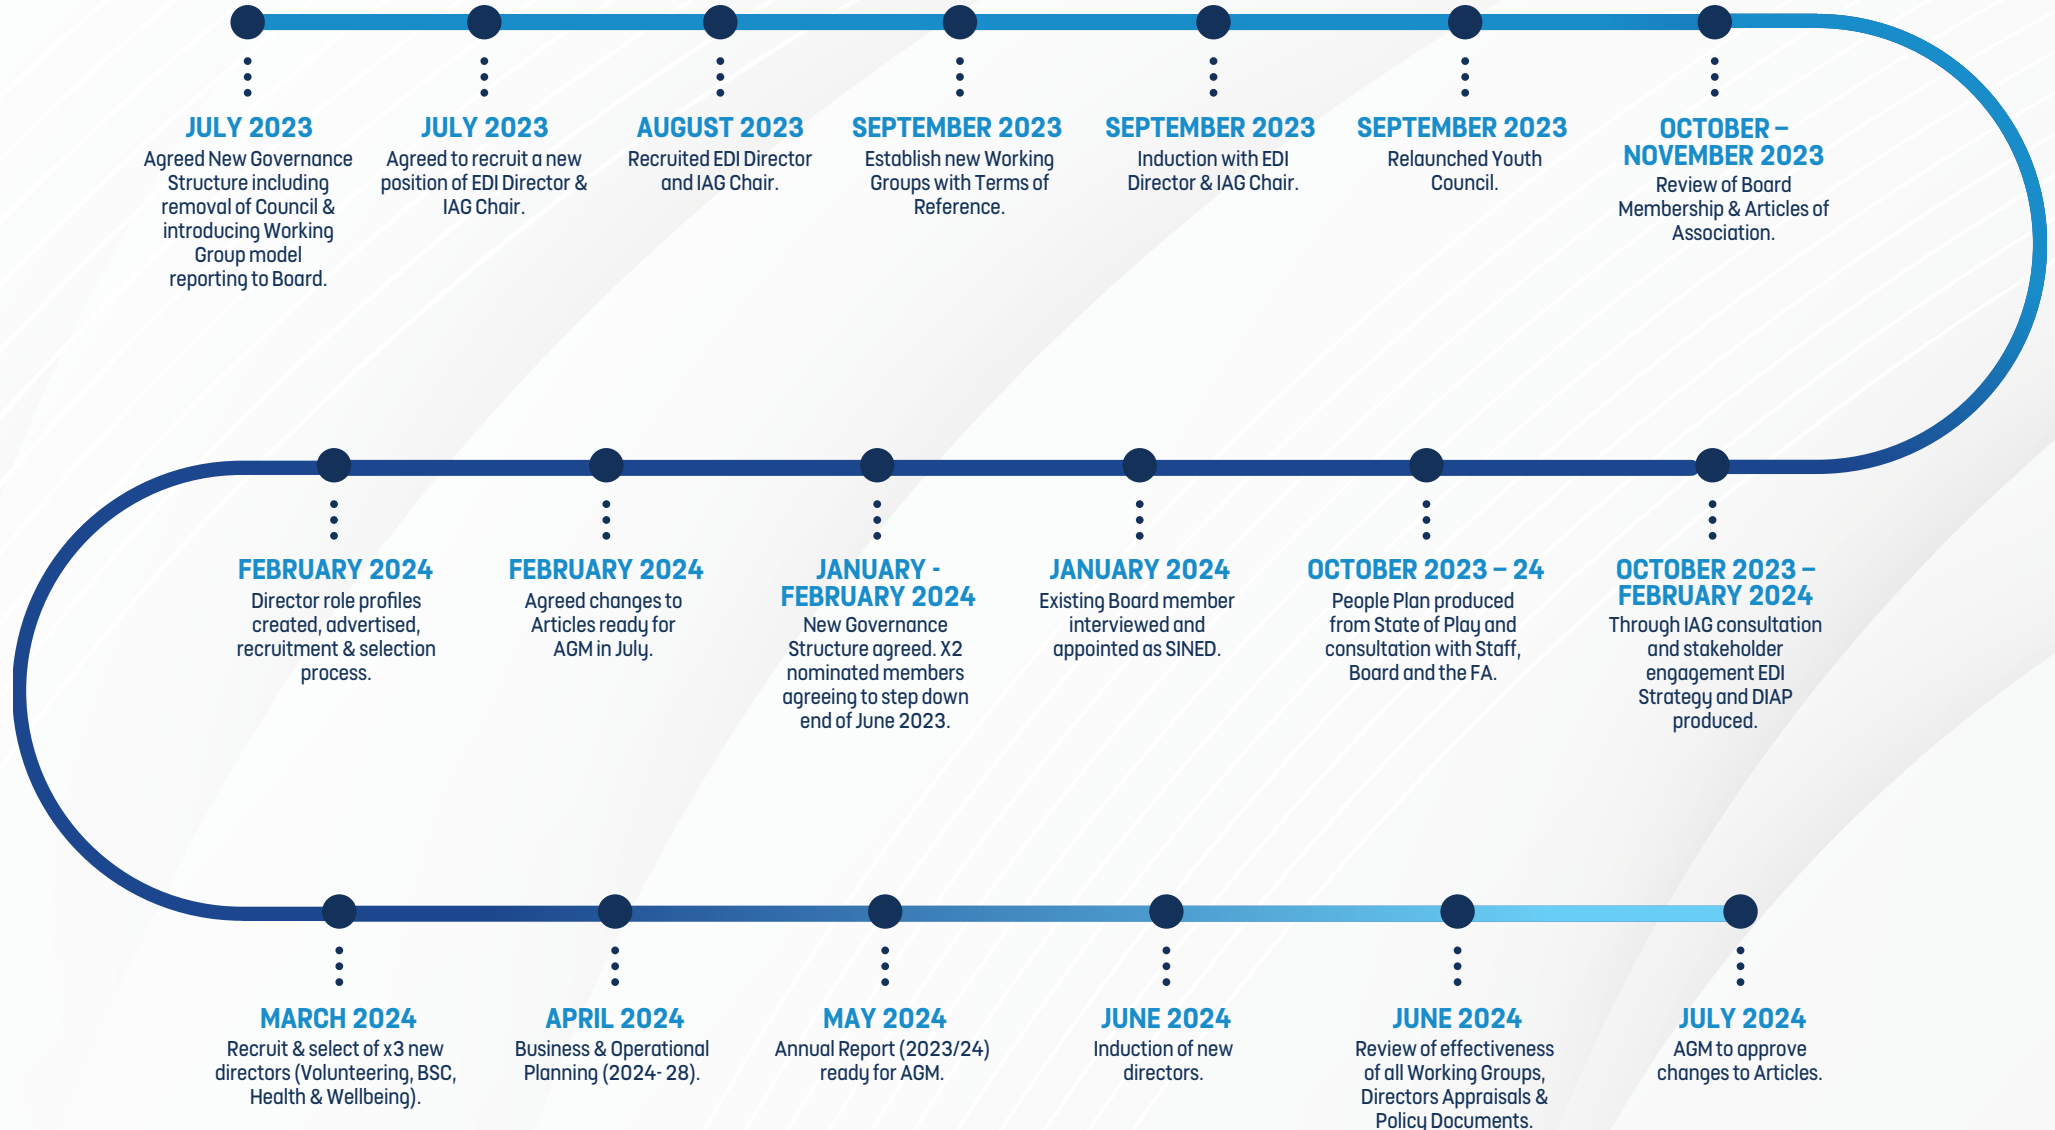 JULY 2023
Agreed New Governance
Structure including
removal of Council &
introducing Working
Group model
reporting to Board.
JULY 2023
Agreed to recruit a new
position of EDI Director &
IAG Chair.
AUGUST 2023
Recruited EDI Director
and IAG Chair.
SEPTEMBER 2023
Establish new Working
Groups with Terms of
Reference.
SEPTEMBER 2023
Induction with EDI
Director & IAG Chair.
SEPTEMBER 2023
Relaunched Youth
Council.
OCTOBER –
NOVEMBER 2023
Review of Board
Membership & Articles of
Association.
OCTOBER 2023 –
FEBRUARY 2024
Through IAG consultation
and stakeholder
engagement EDI
Strategy and DIAP
produced.
OCTOBER 2023 – 24
People Plan produced
from State of Play and
consultation with Staff,
Board and the FA.
JANUARY 2024
Existing Board member
interviewed and
appointed as SINED.
JANUARY -
FEBRUARY 2024
New Governance
Structure agreed. X2
nominated members
agreeing to step down
end of June 2023.
FEBRUARY 2024
Agreed changes to
Articles ready for
AGM in July.
FEBRUARY 2024
Director role profiles
created, advertised,
recruitment & selection
process.
MARCH 2024
Recruit & select of x3 new
directors (Volunteering, BSC,
Health & Wellbeing).
APRIL 2024
Business & Operational
Planning (2024- 28).
MAY 2024
Annual Report (2023/24)
ready for AGM.
JUNE 2024
Induction of new
directors.
JUNE 2024
Review of effectiveness
of all Working Groups,
Directors Appraisals &
Policy Documents.
JULY 2024
AGM to approve
changes to Articles.